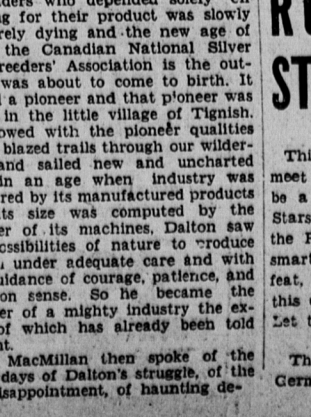 ders who depended solely
g for their product was slowly
rely dying and the new age of
the Canadian National Silver
reeders' Association is the out-
was about to come to birth. It
a pioneer and that pioneer was
in the little village of Tignish.
owed with the pioneer qualities
blazed trails through our wilder-
and sailed new and uncharted
in an age when industry was
red by its manufactured products
ts size was computed by the
er of its machines, Dalton saw
ossibilities of nature to produce
under adequate care and with
uidance of courage, patience, and
on sense. So he became the
er of a mighty industry the ex-
of which has already been told
nt.
MacMillan then spoke of the
days of Dalton's struggle, of the
isappointment, of haunting de-
ST
Thi
meet
be a
Stars
the
smart
feat,
this
Let
Th
Germ